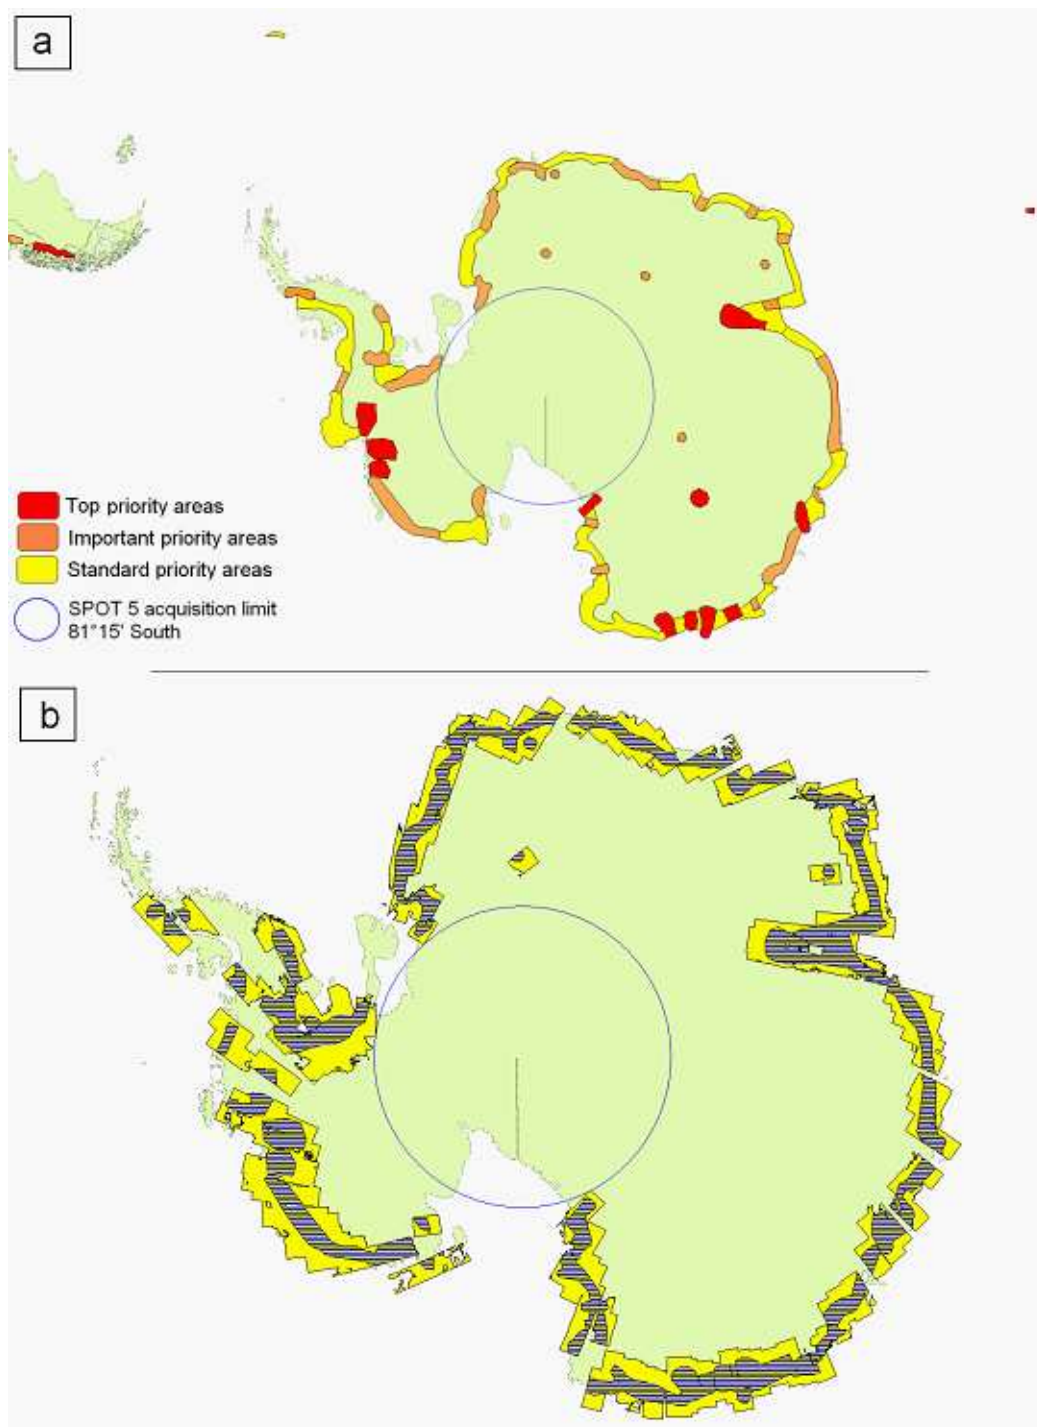 a
Top priority areas
Important priority areas
Standard priority areas
SPOT 5 acquisition limit
81°15' South
b